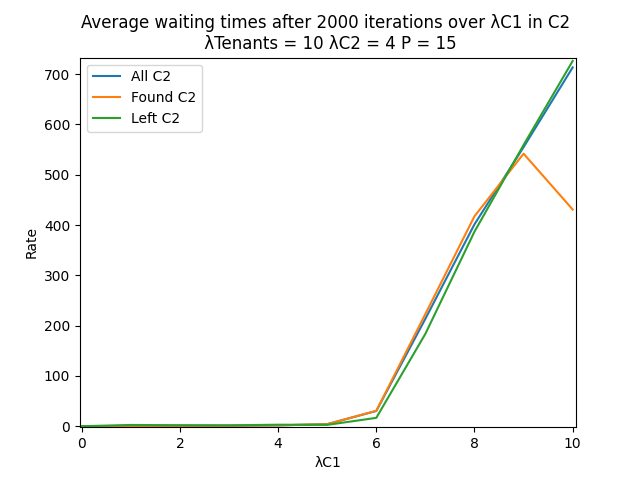 Average waiting times after 2000 iterations over λC1 in C2
λTenants = 10 λC2 = 4 P = 15
All C2
Found C2
Left C2
700
600
500
400
300
200
100
0
Rate
0 2 4 6 8 10
λC1